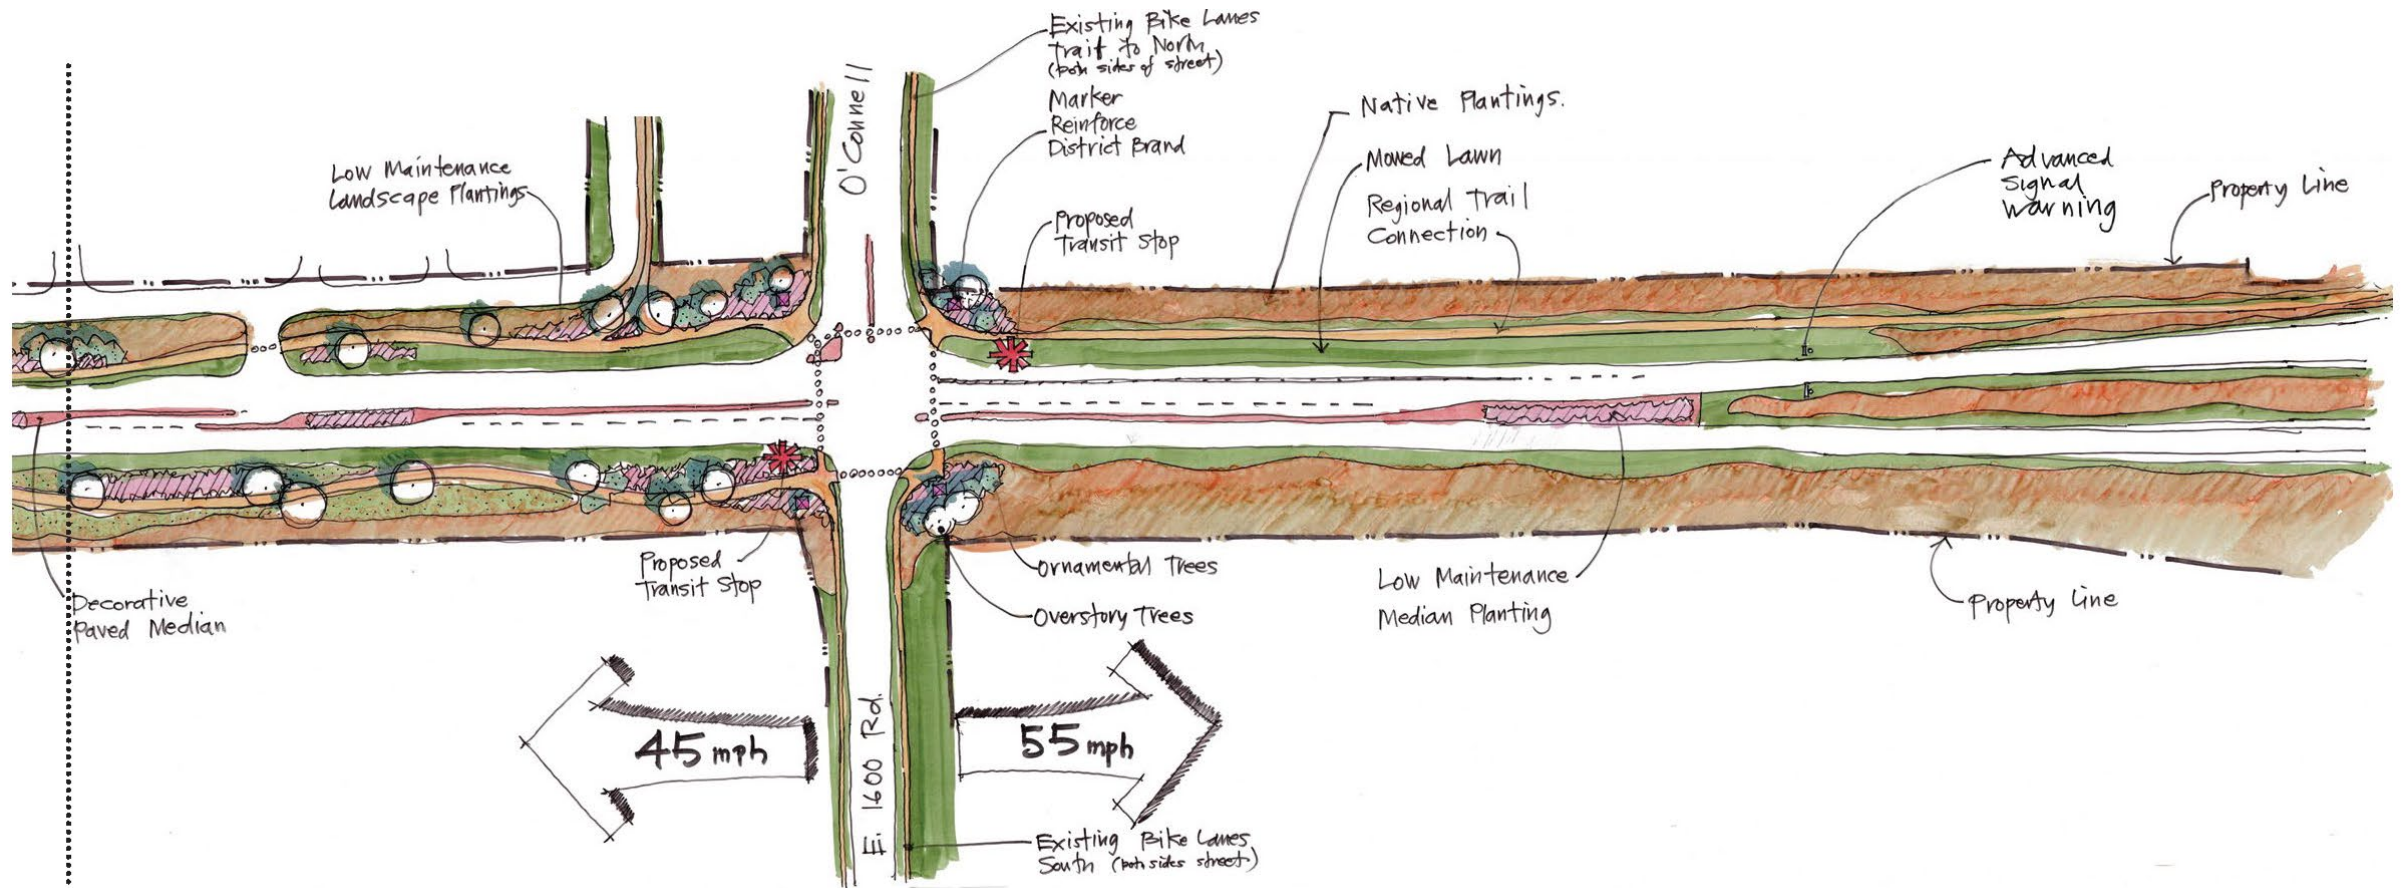 Existing Bike Lanes
Trail to North
(both sides of street)
Marker
Reinforce
District Brand
O'Connell
Native Plantings.
Mowed Lawn
Regional Trail
Connection
Advanced
Signal
Warning
Property Line
Low Maintenance
Landscape Plantings
Proposed
Transit Stop
Proposed
Transit Stop
Decorative
Paved Median
Ornamental Trees
Overstory Trees
Low Maintenance
Median Planting
Property Line
45 mph
55 mph
E. 1600 Rd.
Existing Bike Lanes
South (both sides street)